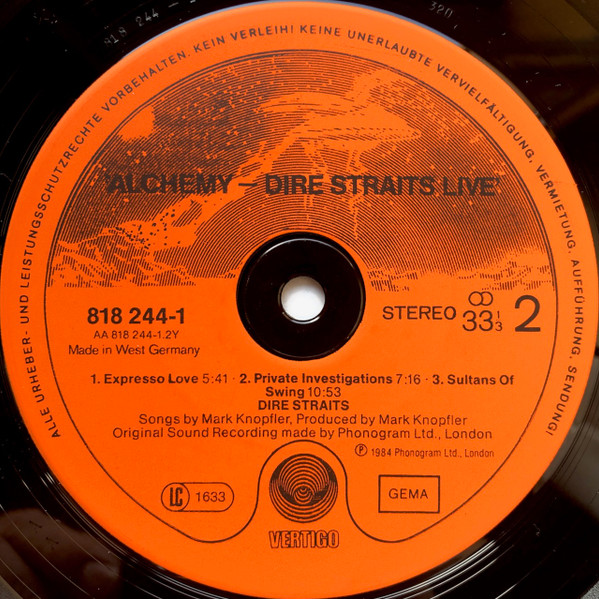 ALLE URHEBER- UND LEISTUNGSSCHUTZRECHTE VORBEHALTEN. KEIN VERLEIH! KEINE UNERLAUBTE VERVIELFÄLTIGUNG, VERMIETUNG, AUFFÜHRUNG, SENDUNG!
'ALCHEMY — DIRE STRAITS LIVE'
818 244-1
AA 818 244-1.2Y
Made in West Germany
STEREO 33 1/3 2
1. Expresso Love 5:41 · 2. Private Investigations 7:16 · 3. Sultans Of
Swing 10:53
DIRE STRAITS
Songs by Mark Knopfler, Produced by Mark Knopfler
Original Sound Recording made by Phonogram Ltd., London
℗ 1984 Phonogram Ltd., London
LC 1633
GEMA
VERTIGO
320